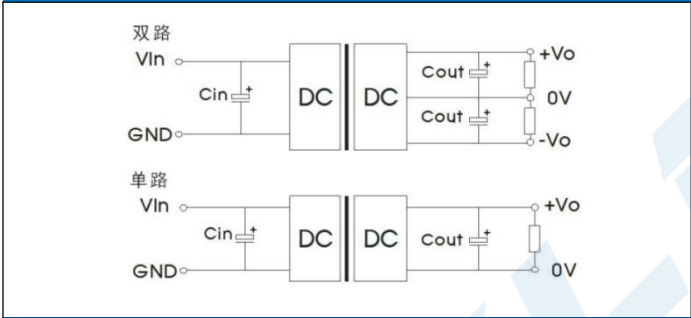 双路
VIn
+Vo
Cout +
Cin +
DC
DC
0V
Cout +
GND
-Vo
单路
VIn
+Vo
Cin +
DC
DC
Cout +
GND
0V